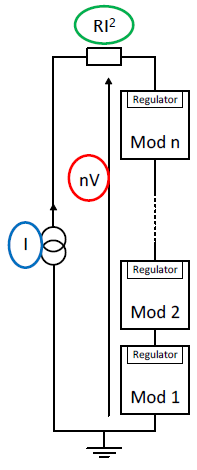 RI²
Regulator
Mod n
nV
I
Regulator
Mod 2
Regulator
Mod 1